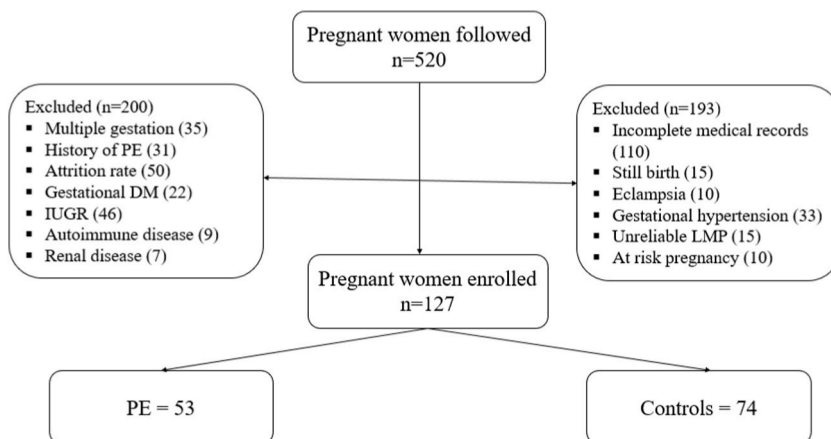 Pregnant women followed
n=520
Excluded (n=200)
▪ Multiple gestation (35)
▪ History of PE (31)
▪ Attrition rate (50)
▪ Gestational DM (22)
▪ IUGR (46)
▪ Autoimmune disease (9)
▪ Renal disease (7)
Excluded (n=193)
▪ Incomplete medical records
(110)
▪ Still birth (15)
▪ Eclampsia (10)
▪ Gestational hypertension (33)
▪ Unreliable LMP (15)
▪ At risk pregnancy (10)
Pregnant women enrolled
n=127
PE = 53
Controls = 74